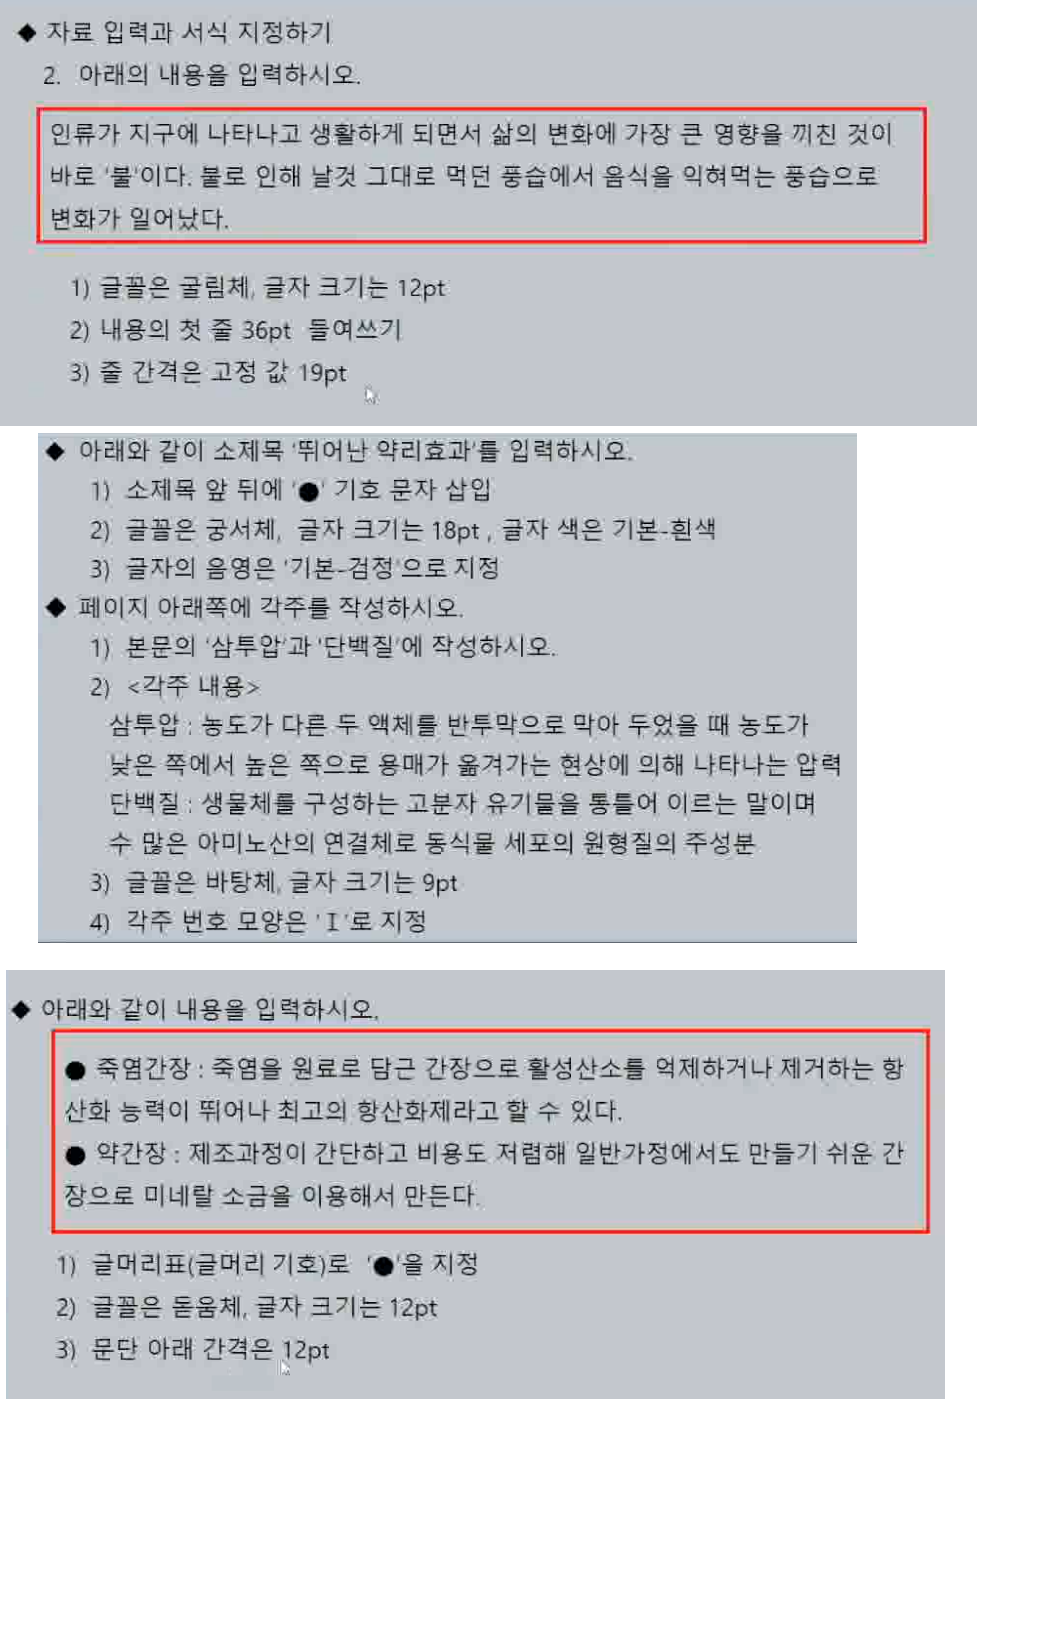 ◆ 자료 입력과 서식 지정하기
2. 아래의 내용을 입력하시오.
인류가 지구에 나타나고 생활하게 되면서 삶의 변화에 가장 큰 영향을 끼친 것이
바로 '불'이다. 불로 인해 날것 그대로 먹던 풍습에서 음식을 익혀먹는 풍습으로
변화가 일어났다.
1) 글꼴은 굴림체, 글자 크기는 12pt
2) 내용의 첫 줄 36pt 들여쓰기
3) 줄 간격은 고정 값 19pt
◆ 아래와 같이 소제목 '뛰어난 약리효과'를 입력하시오.
1) 소제목 앞 뒤에 '●' 기호 문자 삽입
2) 글꼴은 궁서체, 글자 크기는 18pt , 글자 색은 기본-흰색
3) 글자의 음영은 '기본-검정'으로 지정
◆ 페이지 아래쪽에 각주를 작성하시오.
1) 본문의 '삼투압'과 '단백질'에 작성하시오.
2) <각주 내용>
삼투압 : 농도가 다른 두 액체를 반투막으로 막아 두었을 때 농도가
낮은 쪽에서 높은 쪽으로 용매가 옮겨가는 현상에 의해 나타나는 압력
단백질 : 생물체를 구성하는 고분자 유기물을 통틀어 이르는 말이며
수 많은 아미노산의 연결체로 동식물 세포의 원형질의 주성분
3) 글꼴은 바탕체, 글자 크기는 9pt
4) 각주 번호 모양은 'Ⅰ'로 지정
◆ 아래와 같이 내용을 입력하시오.
● 죽염간장 : 죽염을 원료로 담근 간장으로 활성산소를 억제하거나 제거하는 항
산화 능력이 뛰어나 최고의 항산화제라고 할 수 있다.
● 약간장 : 제조과정이 간단하고 비용도 저렴해 일반가정에서도 만들기 쉬운 간
장으로 미네랄 소금을 이용해서 만든다.
1) 글머리표(글머리 기호)로 '●'을 지정
2) 글꼴은 돋움체, 글자 크기는 12pt
3) 문단 아래 간격은 12pt